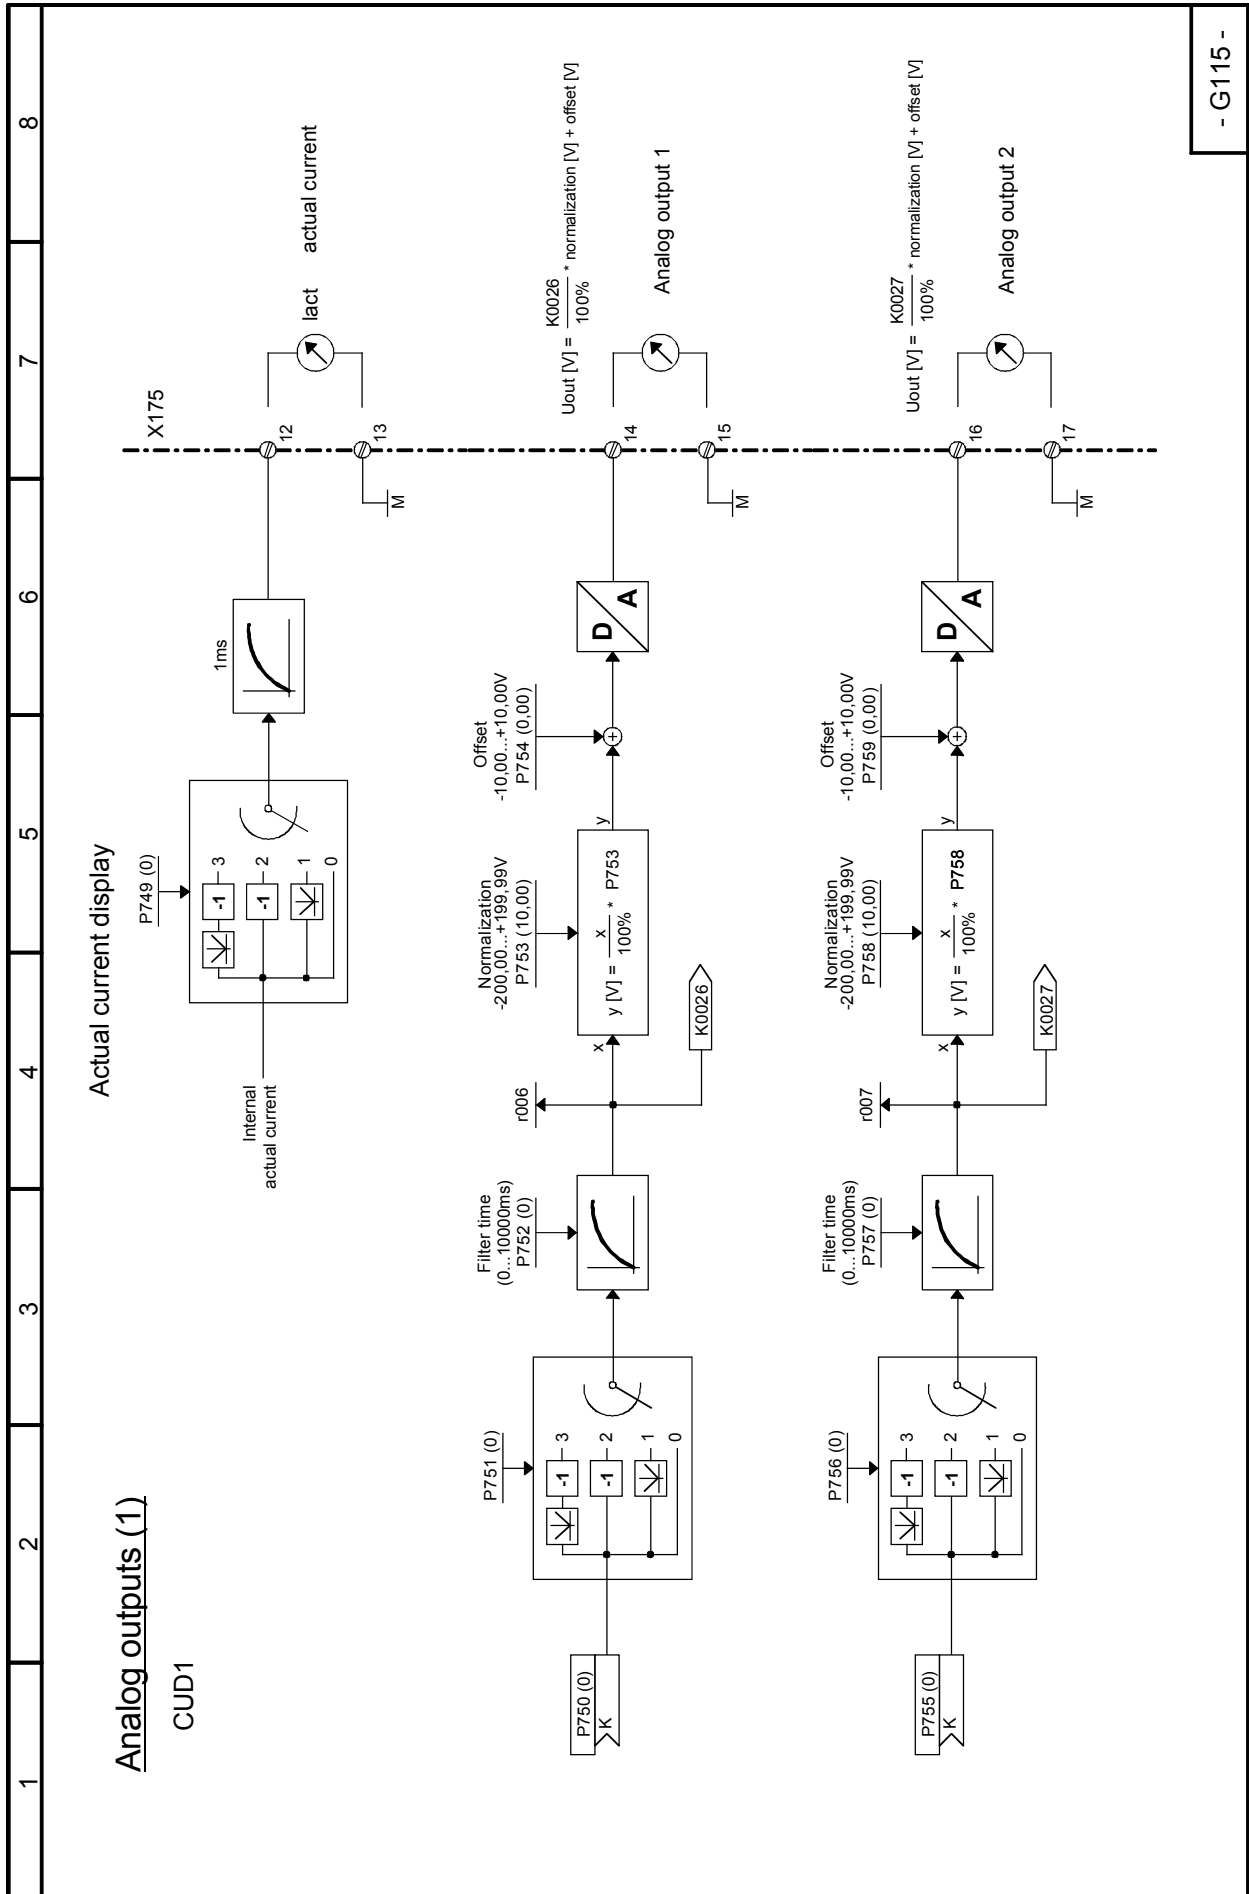 1 2 3 4 5 6 7 8
Analog outputs (1)
CUD1
Actual current display
P749 (0)
Internal
actual current
-1
3
-1
2
1
0
1ms
X175
12
13
M
Iact actual current
P750 (0)
K
P751 (0)
-1
3
-1
2
1
0
Filter time
(0...10000ms)
P752 (0)
r006
K0026
x
Normalization
-200,00...+199,99V
P753 (10,00)
y [V] = x / 100% * P753
y
Offset
-10,00...+10,00V
P754 (0,00)
+
D
A
14
15
M
Uout [V] = K0026 / 100% * normalization [V] + offset [V]
Analog output 1
P755 (0)
K
P756 (0)
-1
3
-1
2
1
0
Filter time
(0...10000ms)
P757 (0)
r007
K0027
x
Normalization
-200,00...+199,99V
P758 (10,00)
y [V] = x / 100% * P758
y
Offset
-10,00...+10,00V
P759 (0,00)
+
D
A
16
17
M
Uout [V] = K0027 / 100% * normalization [V] + offset [V]
Analog output 2
- G115 -